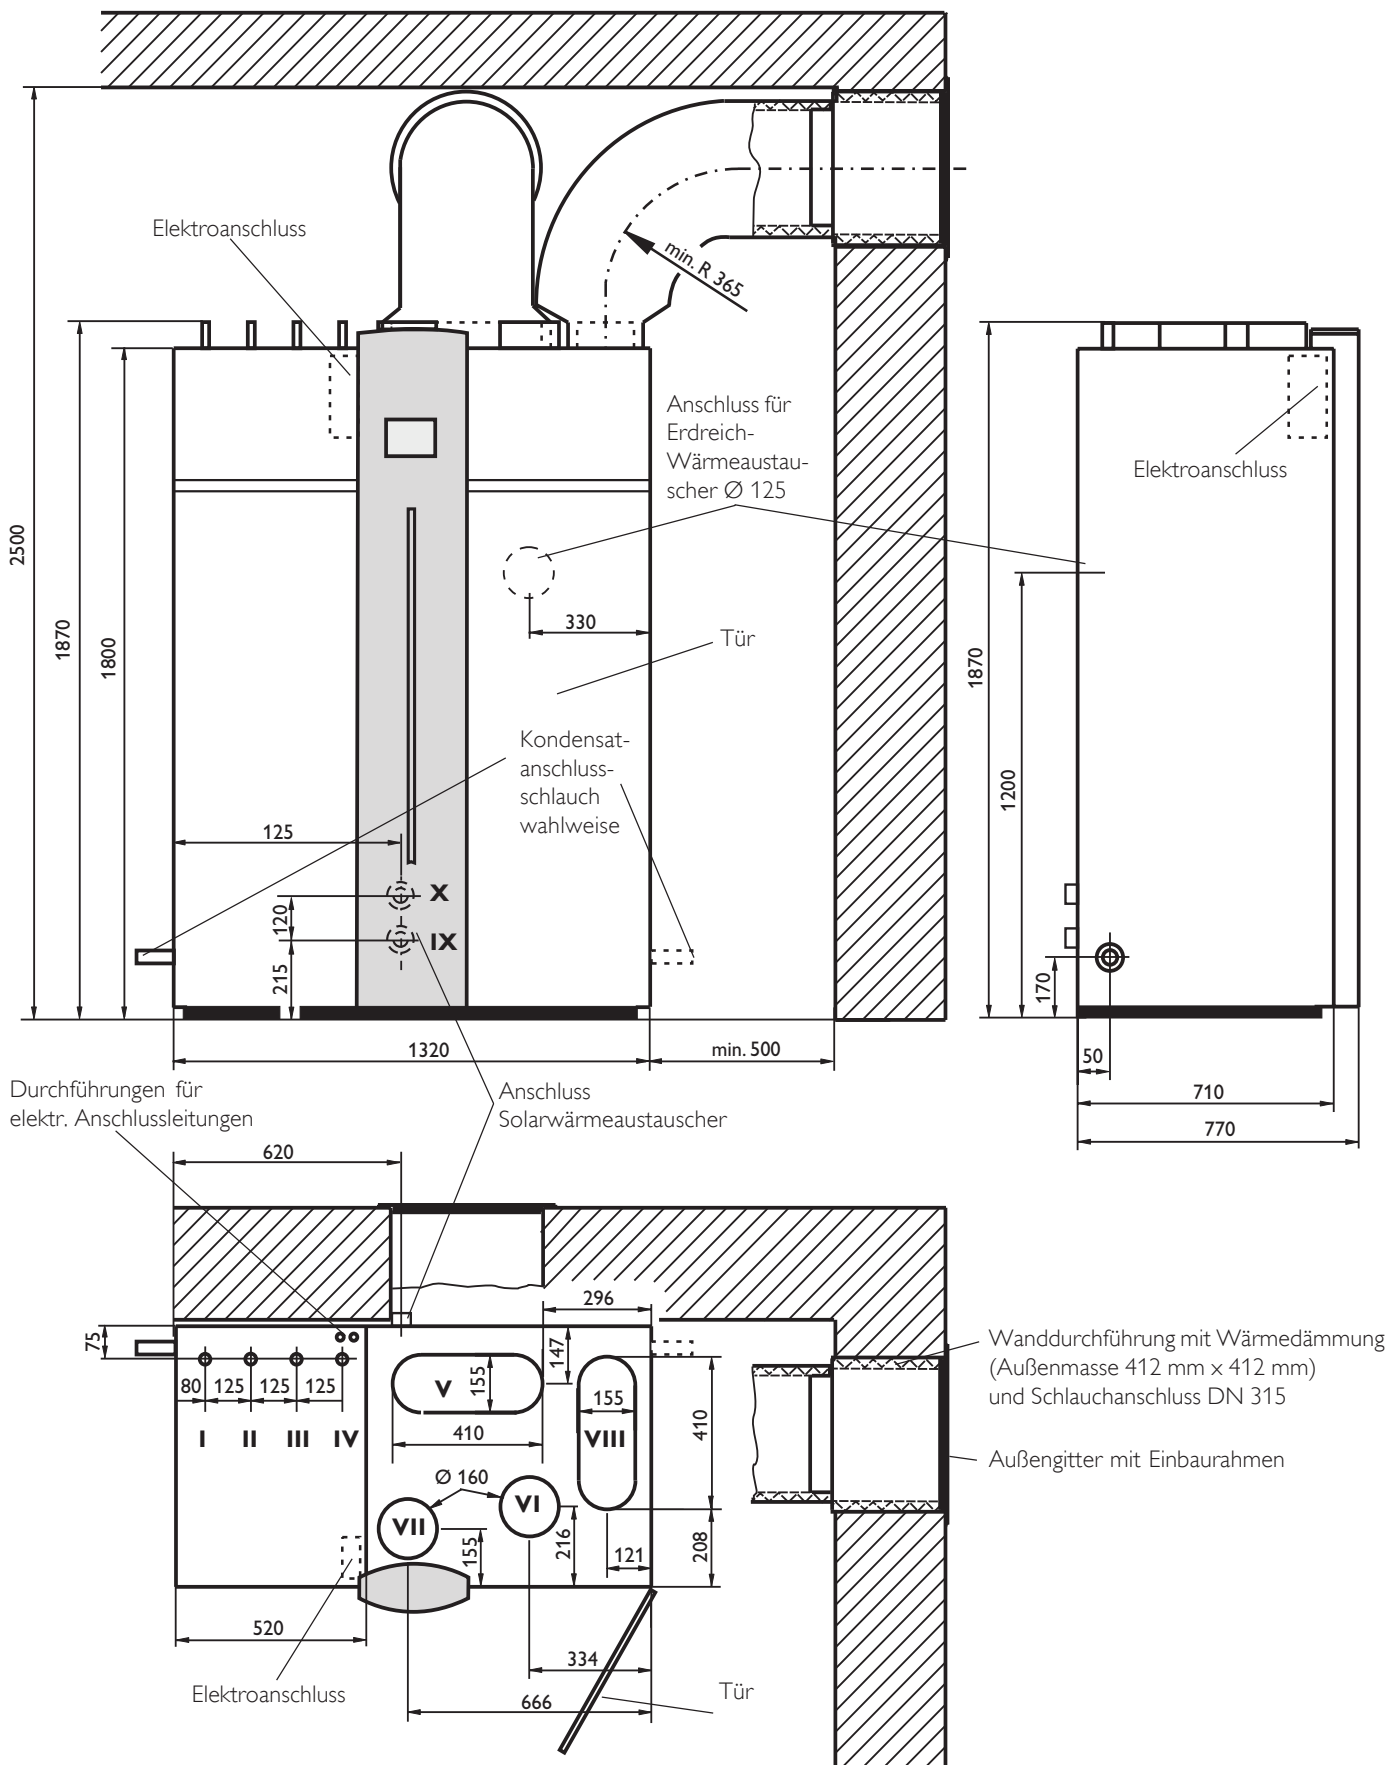 Elektroanschluss
min. R 365
Anschluss für
Erdreich-
Wärmeaustau-
scher Ø 125
Elektroanschluss
2500
1870
1800
330
Tür
1870
1200
Kondensat-
anschluss-
schlauch
wahlweise
125
X
120
IX
215
170
1320
min. 500
50
710
770
Durchführungen für
elektr. Anschlussleitungen
Anschluss
Solarwärmeaustauscher
620
296
75
147
Wanddurchführung mit Wärmedämmung
(Außenmasse 412 mm x 412 mm)
und Schlauchanschluss DN 315
80
125
125
125
V
155
155
410
I
II
III
IV
410
VIII
Außengitter mit Einbaurahmen
Ø 160
VI
VII
155
216
121
208
520
334
Elektroanschluss
666
Tür